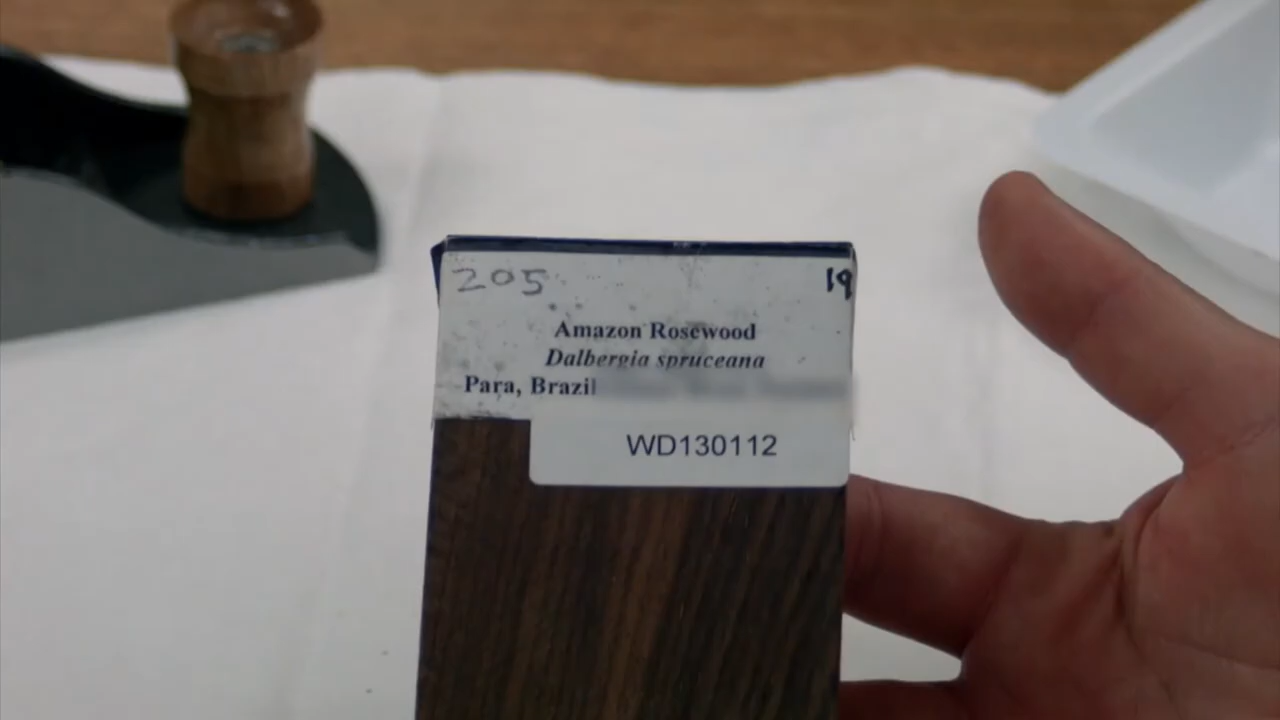 205 19
Amazon Rosewood
Dalbergia spruceana
Para, Brazil
WD130112